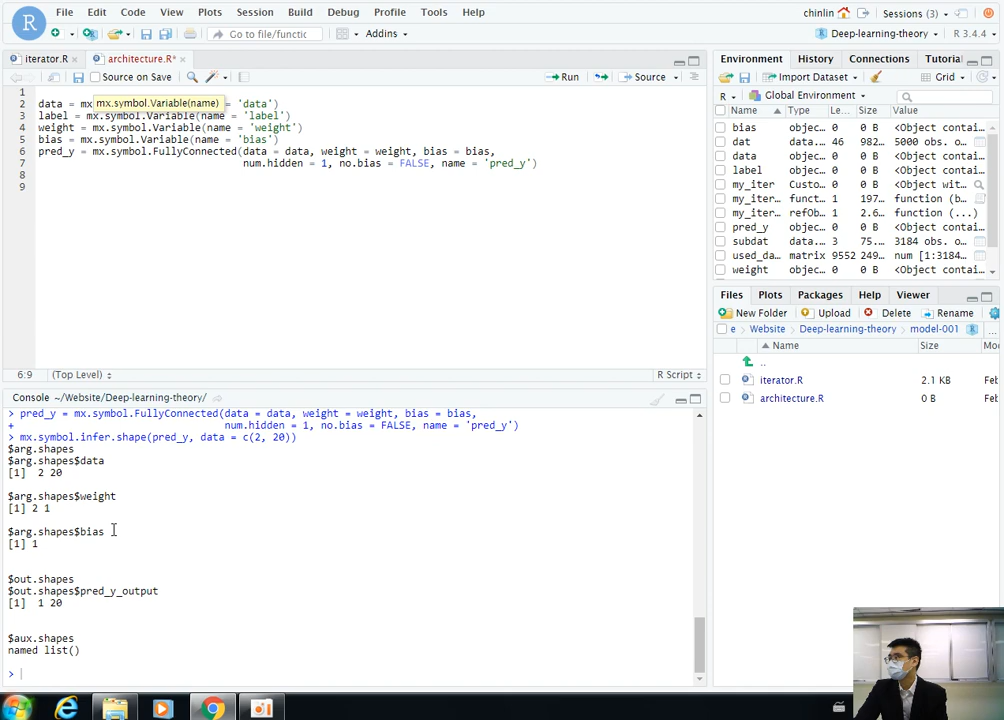 File Edit Code View Plots Session Build Debug Profile Tools Help
chinlin Sessions (3)
Go to file/functic Addins Deep-learning-theory R 3.4.4
iterator.R architecture.R*
Source on Save Run Source
1
2 data = mx mx.symbol.Variable(name) = 'data')
3 label = mx.symbol.Variable(name = 'label')
4 weight = mx.symbol.Variable(name = 'weight')
5 bias = mx.symbol.Variable(name = 'bias')
6 pred_y = mx.symbol.FullyConnected(data = data, weight = weight, bias = bias,
7 num.hidden = 1, no.bias = FALSE, name = 'pred_y')
8
9
6:9 (Top Level) R Script
Console ~/Website/Deep-learning-theory/
> pred_y = mx.symbol.FullyConnected(data = data, weight = weight, bias = bias,
+ num.hidden = 1, no.bias = FALSE, name = 'pred_y')
> mx.symbol.infer.shape(pred_y, data = c(2, 20))
$arg.shapes
$arg.shapes$data
[1] 2 20
$arg.shapes$weight
[1] 2 1
$arg.shapes$bias
[1] 1
$out.shapes
$out.shapes$pred_y_output
[1] 1 20
$aux.shapes
named list()
>
Environment History Connections Tutorial
Import Dataset Grid
R Global Environment
Name Type Le... Size Value
bias objec... 0 0 B <Object contai...
dat data... 46 982... 5000 obs. o...
data objec... 0 0 B <Object contai...
label objec... 0 0 B <Object contai...
my_iter Custo... 0 0 B <Object wit...
my_iter... funct... 1 197... function (b...
my_iter... refObj... 1 2.6... function (...)
pred_y objec... 0 0 B <Object contai...
subdat data... 3 75... 3184 obs. o...
used_da... matrix 9552 249... num [1:3184...
weight objec... 0 0 B <Object contai...
Files Plots Packages Help Viewer
New Folder Upload Delete Rename
e Website Deep-learning-theory model-001 ...
Name Size Mo
..
iterator.R 2.1 KB Feb
architecture.R 0 B Feb